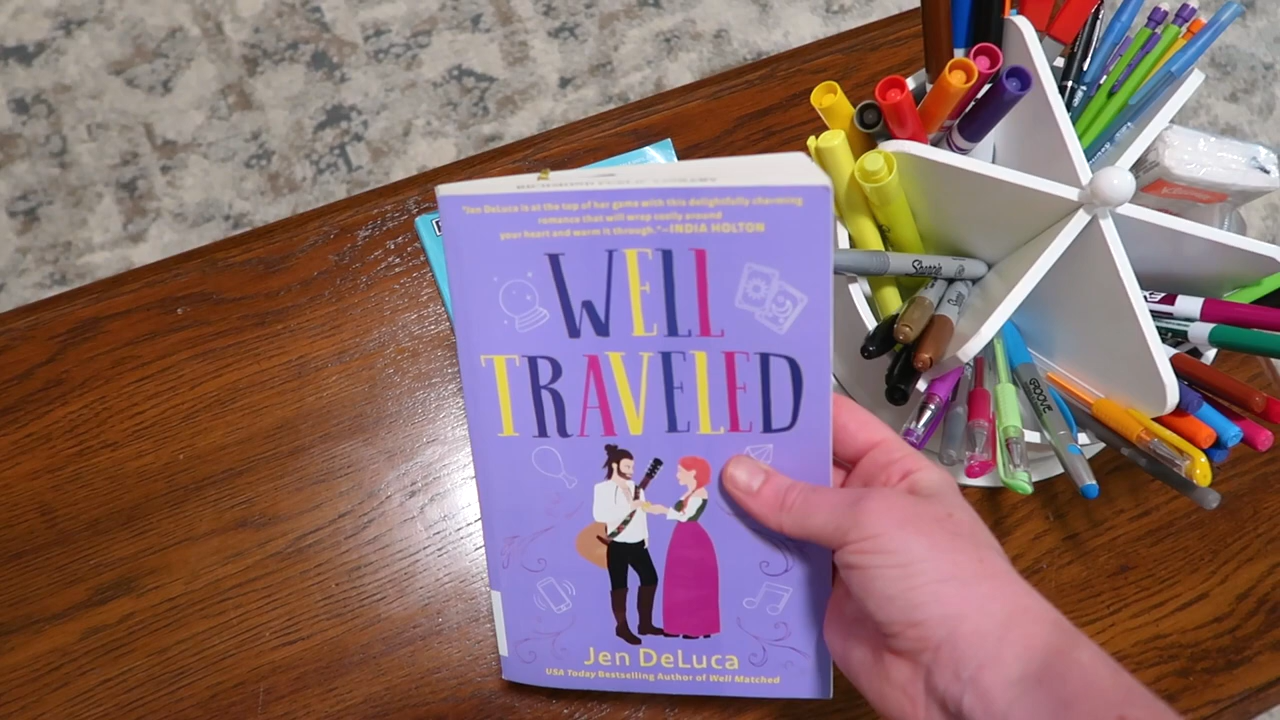 "Jen DeLuca is at the top of her game with this delightfully charming
romance that will wrap cozily around
your heart and warm it through."—INDIA HOLTON
WELL
TRAVELED
Jen DeLuca
USA Today Bestselling Author of Well Matched
Sharpie
GROOVE
Kleenex